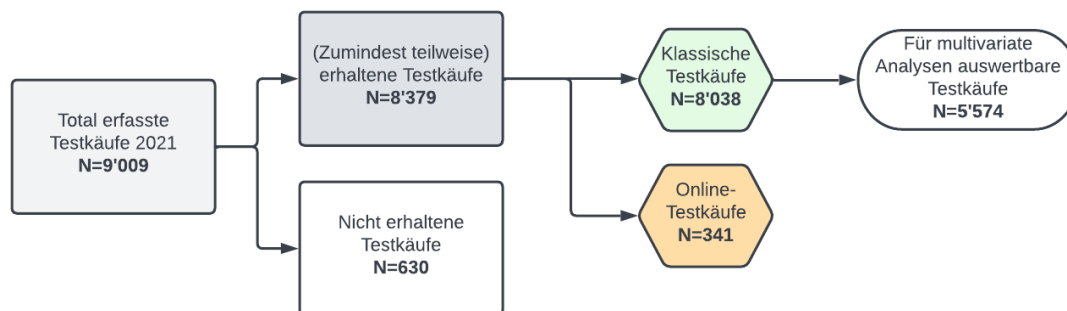 Total erfasste
Testkäufe 2021
N=9'009
(Zumindest teilweise)
erhaltene Testkäufe
N=8'379
Nicht erhaltene
Testkäufe
N=630
Klassische
Testkäufe
N=8'038
Online-
Testkäufe
N=341
Für multivariate
Analysen auswertbare
Testkäufe
N=5'574